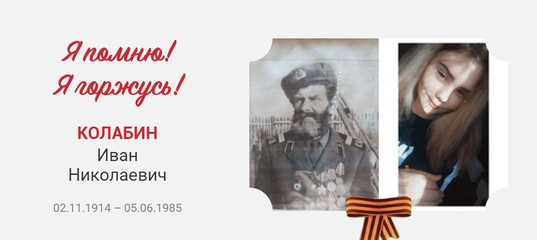 Я помню!
Я горжусь!
КОЛАБИН
Иван
Николаевич
02.11.1914 – 05.06.1985